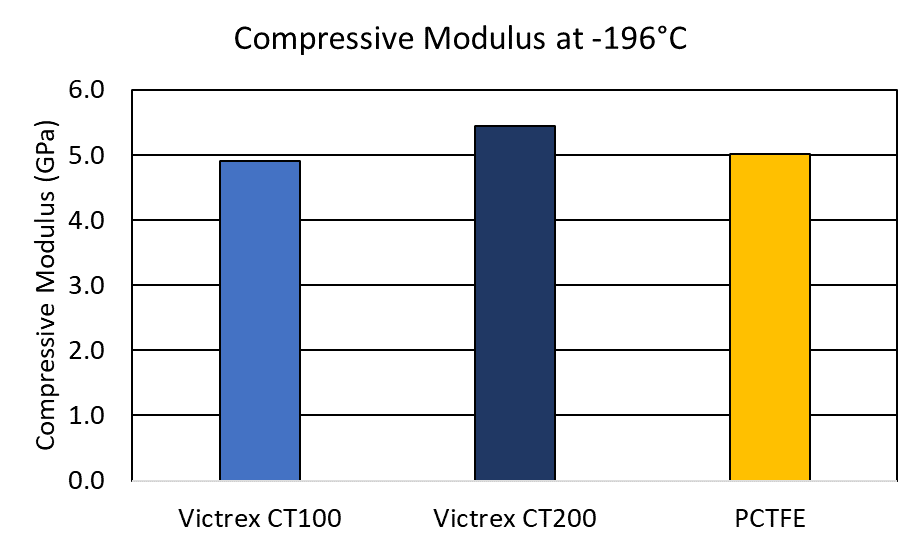 Compressive Modulus at -196°C
Compressive Modulus (GPa)
6.0
5.0
4.0
3.0
2.0
1.0
0.0
Victrex CT100
Victrex CT200
PCTFE